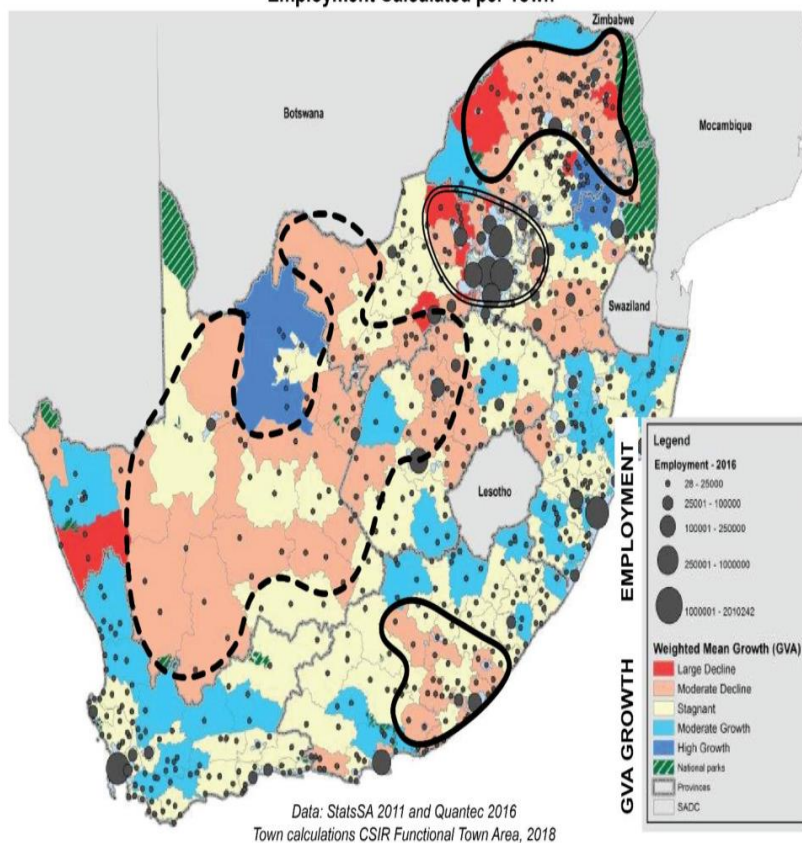 Employment Calculated per Town
Zimbabwe
Botswana
Mocambique
Swaziland
Lesotho
GVA GROWTH EMPLOYMENT
Legend
Employment - 2016
28 - 25000
25001 - 100000
100001 - 250000
250001 - 1000000
1000001 - 2010242
Weighted Mean Growth (GVA)
Large Decline
Moderate Decline
Stagnant
Moderate Growth
High Growth
National parks
Provinces
SADC
Data: StatsSA 2011 and Quantec 2016
Town calculations CSIR Functional Town Area, 2018